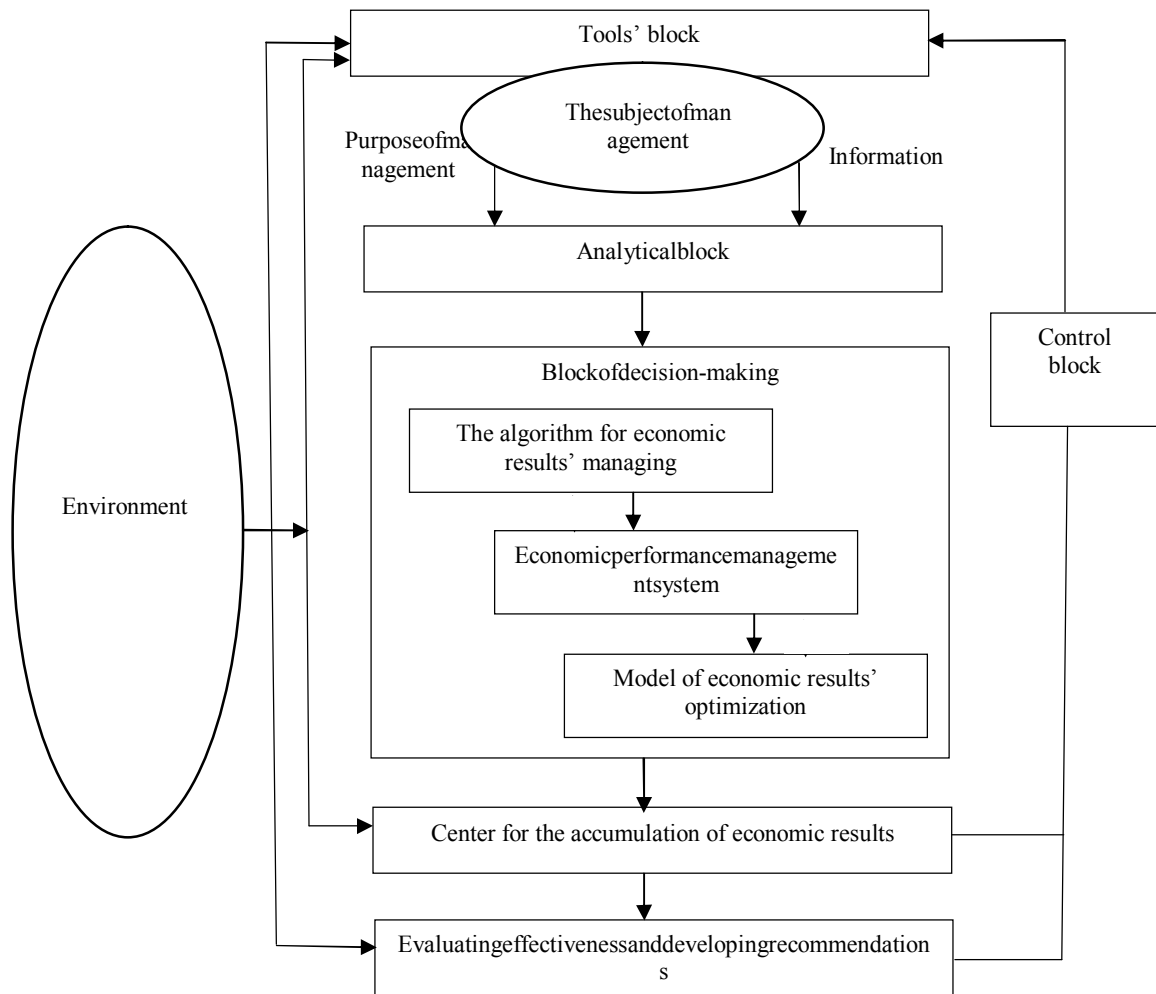 Tools’ block
Thesubjectofman
agement
Purposeofma
nagement
Information
Analyticalblock
Control
block
Blockofdecision-making
The algorithm for economic
results’ managing
Environment
Economicperformancemanageme
ntsystem
Model of economic results’
optimization
Center for the accumulation of economic results
Evaluatingeffectivenessanddevelopingrecommendation
s